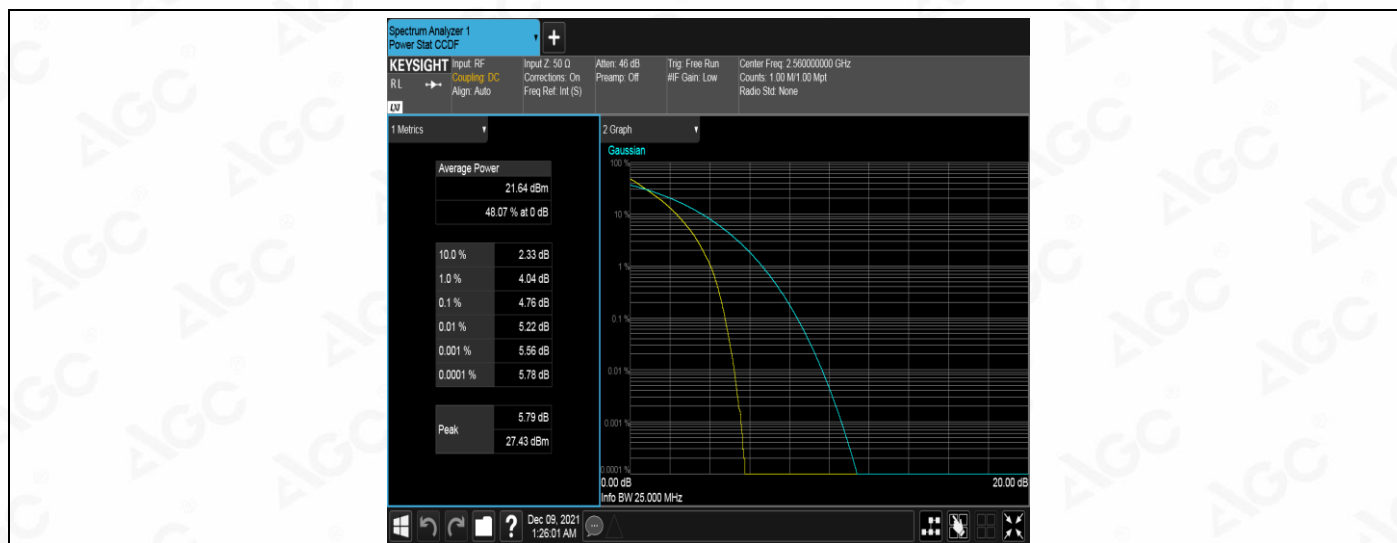 Spectrum Analyzer 1
Power Stat CCDF
KEYSIGHT
Input: RF
Coupling: DC
Align: Auto
Input Z: 50 Ω
Corrections: On
Freq Ref: Int (S)
Atten: 46 dB
Preamp: Off
Trig: Free Run
#IF Gain: Low
Center Freq: 2.560000000 GHz
Counts: 1.00 M/1.00 Mpt
Radio Std: None
RL
LXI
1 Metrics
Average Power
21.64 dBm
48.07 % at 0 dB
10.0 % 2.33 dB
1.0 % 4.04 dB
0.1 % 4.76 dB
0.01 % 5.22 dB
0.001 % 5.56 dB
0.0001 % 5.78 dB
Peak
5.79 dB
27.43 dBm
2 Graph
Gaussian
100 %
10 %
1 %
0.1 %
0.01 %
0.001 %
0.0001 %
0.00 dB
20.00 dB
Info BW 25.000 MHz
Dec 09, 2021
1:26:01 AM
AGC